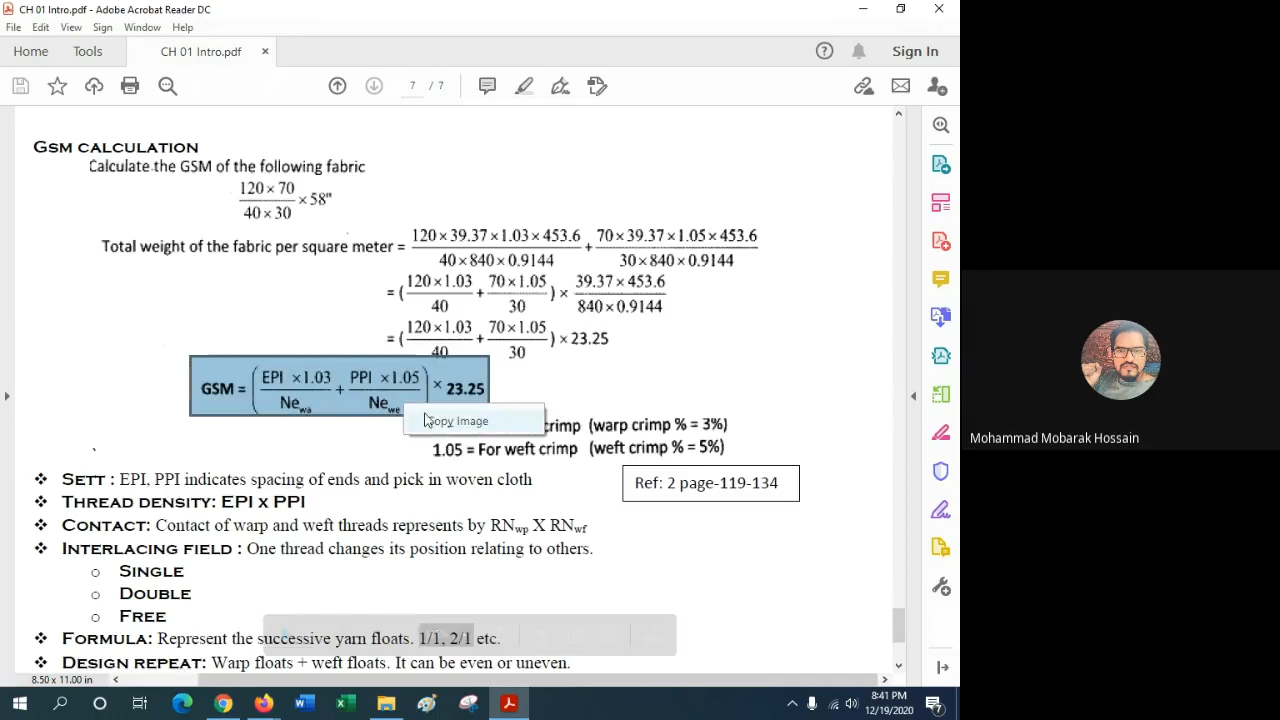 CH 01 Intro.pdf - Adobe Acrobat Reader DC
File Edit View Sign Window Help
Home Tools CH 01 Intro.pdf × Sign In
7 / 7
GSM CALCULATION
Calculate the GSM of the following fabric
120 × 70 / 40 × 30 × 58"
Total weight of the fabric per square meter = 120 × 39.37 × 1.03 × 453.6 / 40 × 840 × 0.9144 + 70 × 39.37 × 1.05 × 453.6 / 30 × 840 × 0.9144
= ( 120 × 1.03 / 40 + 70 × 1.05 / 30 ) × 39.37 × 453.6 / 840 × 0.9144
= ( 120 × 1.03 / 40 + 70 × 1.05 / 30 ) × 23.25
GSM = ( EPI ×1.03 / Ne wa + PPI ×1.05 / Ne we ) × 23.25
Copy Image
crimp (warp crimp % = 3%)
1.05 = For weft crimp (weft crimp % = 5%)
❖ SETT : EPI, PPI indicates spacing of ends and pick in woven cloth
Ref: 2 page-119-134
❖ THREAD DENSITY: EPI x PPI
❖ CONTACT: Contact of warp and weft threads represents by RNwp X RNwf
❖ INTERLACING FIELD : One thread changes its position relating to others.
o SINGLE
o DOUBLE
o FREE
❖ FORMULA: Represent the successive yarn floats. 1/1, 2/1 etc.
❖ DESIGN REPEAT: Warp floats + weft floats. It can be even or uneven.
8.50 x 11.00 in
8:41 PM
12/19/2020
7
Mohammad Mobarak Hossain